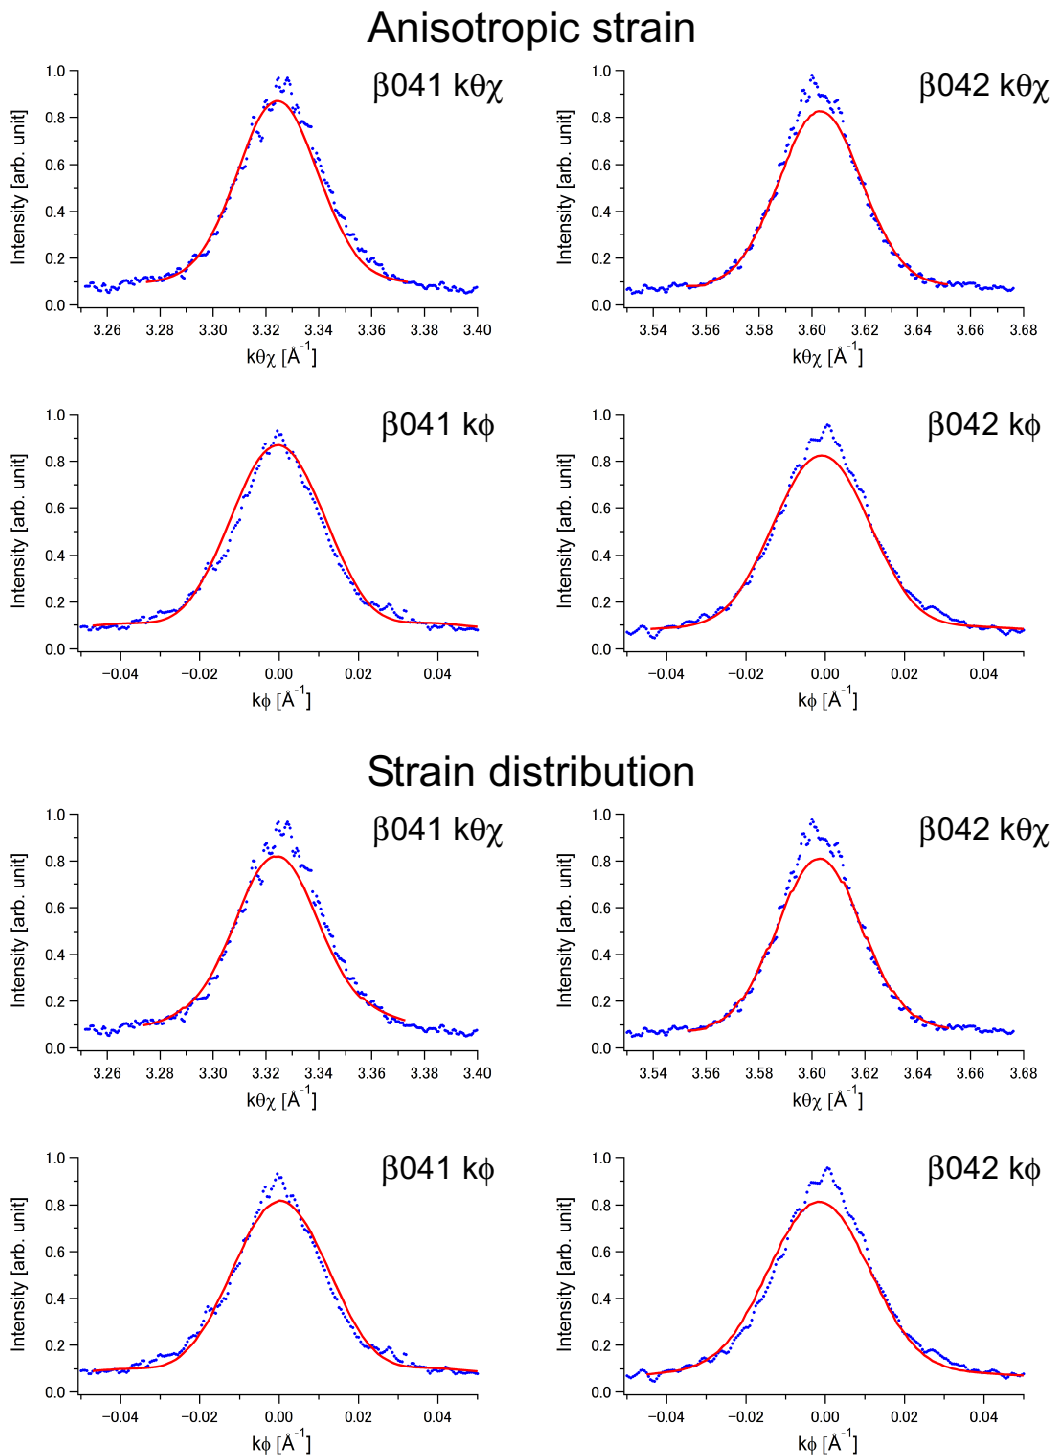 Anisotropic strain
β041 kθχ
Intensity [arb. unit]
1.0
0.8
0.6
0.4
0.2
0.0
3.26 3.28 3.30 3.32 3.34 3.36 3.38 3.40
kθχ [Å⁻¹]
β042 kθχ
Intensity [arb. unit]
1.0
0.8
0.6
0.4
0.2
0.0
3.54 3.56 3.58 3.60 3.62 3.64 3.66 3.68
kθχ [Å⁻¹]
β041 kϕ
Intensity [arb. unit]
1.0
0.8
0.6
0.4
0.2
0.0
−0.04 −0.02 0.00 0.02 0.04
kϕ [Å⁻¹]
β042 kϕ
Intensity [arb. unit]
1.0
0.8
0.6
0.4
0.2
0.0
−0.04 −0.02 0.00 0.02 0.04
kϕ [Å⁻¹]
Strain distribution
β041 kθχ
Intensity [arb. unit]
1.0
0.8
0.6
0.4
0.2
0.0
3.26 3.28 3.30 3.32 3.34 3.36 3.38 3.40
kθχ [Å⁻¹]
β042 kθχ
Intensity [arb. unit]
1.0
0.8
0.6
0.4
0.2
0.0
3.54 3.56 3.58 3.60 3.62 3.64 3.66 3.68
kθχ [Å⁻¹]
β041 kϕ
Intensity [arb. unit]
1.0
0.8
0.6
0.4
0.2
0.0
−0.04 −0.02 0.00 0.02 0.04
kϕ [Å⁻¹]
β042 kϕ
Intensity [arb. unit]
1.0
0.8
0.6
0.4
0.2
0.0
−0.04 −0.02 0.00 0.02 0.04
kϕ [Å⁻¹]